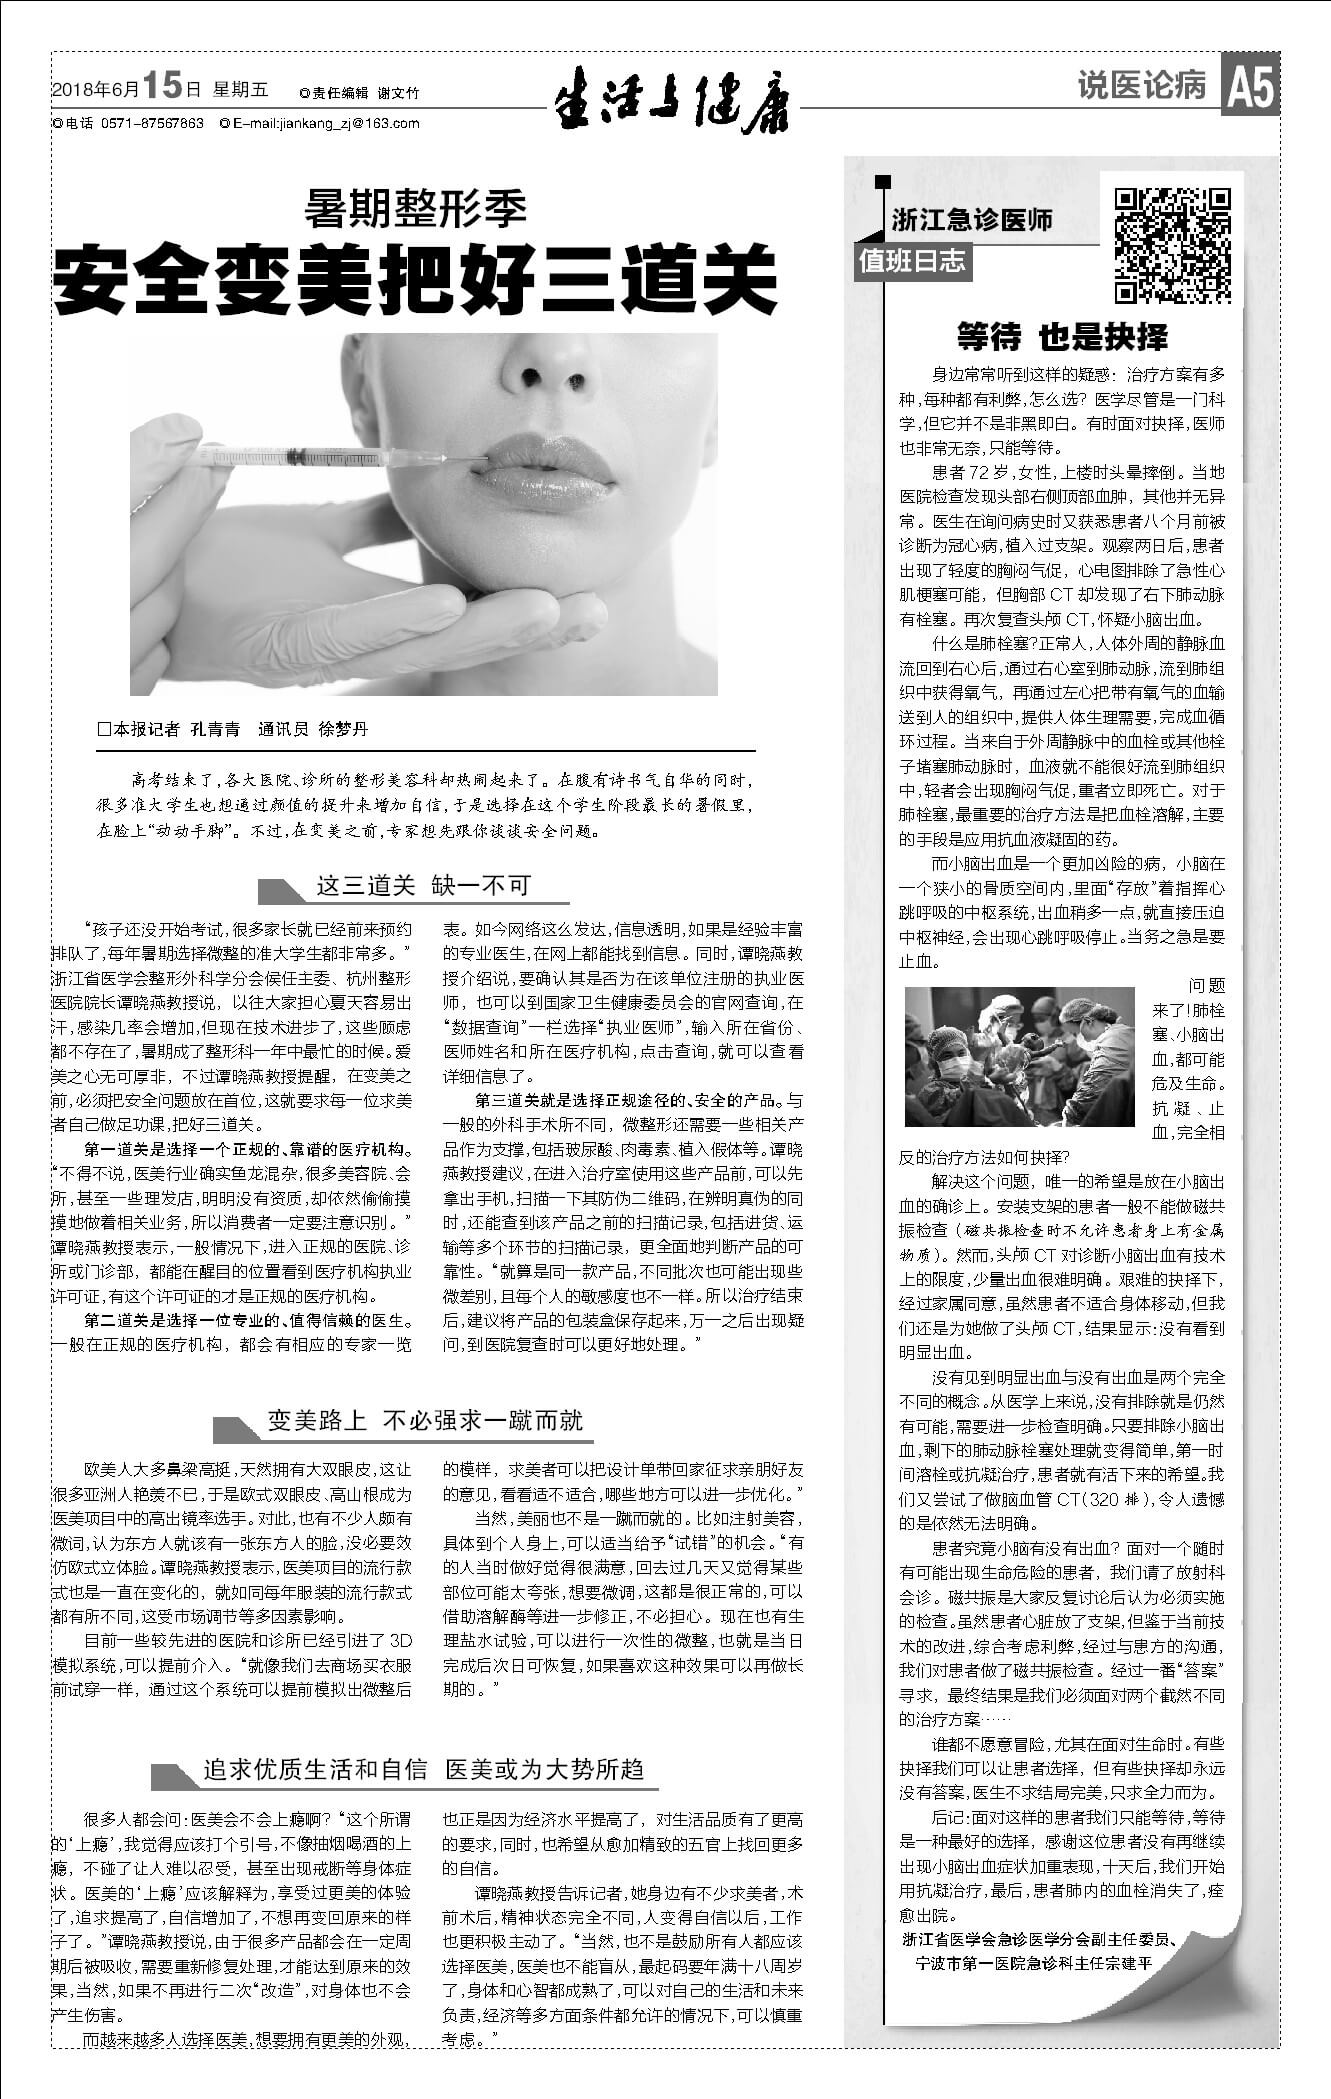 2018年6月15日 星期五 ◎责任编辑 谢文竹
◎电话 0571-87567863 ◎E-mail:jiankang_zj@163.com
生活与健康
说医论病 A5
暑期整形季
安全变美把好三道关
□本报记者 孔青青 通讯员 徐梦丹
高考结束了,各大医院、诊所的整形美容科却热闹起来了。在腹有诗书气自华的同时,
很多准大学生也想通过颜值的提升来增加自信,于是选择在这个学生阶段最长的暑假里,
在脸上“动动手脚”。不过,在变美之前,专家想先跟你谈谈安全问题。
这三道关 缺一不可
“孩子还没开始考试,很多家长就已经前来预约
排队了,每年暑期选择微整的准大学生都非常多。”
浙江省医学会整形外科学分会候任主委、杭州整形
医院院长谭晓燕教授说，以往大家担心夏天容易出
汗,感染几率会增加,但现在技术进步了,这些顾虑
都不存在了,暑期成了整形科一年中最忙的时候。爱
美之心无可厚非，不过谭晓燕教授提醒，在变美之
前,必须把安全问题放在首位,这就要求每一位求美
者自己做足功课,把好三道关。
第一道关是选择一个正规的、靠谱的医疗机构。
“不得不说,医美行业确实鱼龙混杂,很多美容院、会
所,甚至一些理发店,明明没有资质,却依然偷偷摸
摸地做着相关业务,所以消费者一定要注意识别。”
谭晓燕教授表示,一般情况下,进入正规的医院、诊
所或门诊部，都能在醒目的位置看到医疗机构执业
许可证,有这个许可证的才是正规的医疗机构。
第二道关是选择一位专业的、值得信赖的医生。
一般在正规的医疗机构，都会有相应的专家一览
表。如今网络这么发达,信息透明,如果是经验丰富
的专业医生,在网上都能找到信息。同时,谭晓燕教
授介绍说,要确认其是否为在该单位注册的执业医
师，也可以到国家卫生健康委员会的官网查询,在
“数据查询”一栏选择“执业医师”,输入所在省份、
医师姓名和所在医疗机构,点击查询,就可以查看
详细信息了。
第三道关就是选择正规途径的、安全的产品。与
一般的外科手术所不同，微整形还需要一些相关产
品作为支撑,包括玻尿酸、肉毒素、植入假体等。谭晓
燕教授建议,在进入治疗室使用这些产品前,可以先
拿出手机,扫描一下其防伪二维码,在辨明真伪的同
时,还能查到该产品之前的扫描记录,包括进货、运
输等多个环节的扫描记录，更全面地判断产品的可
靠性。“就算是同一款产品,不同批次也可能出现些
微差别,且每个人的敏感度也不一样。所以治疗结束
后,建议将产品的包装盒保存起来,万一之后出现疑
问,到医院复查时可以更好地处理。”
变美路上 不必强求一蹴而就
欧美人大多鼻梁高挺,天然拥有大双眼皮,这让
很多亚洲人艳羡不已,于是欧式双眼皮、高山根成为
医美项目中的高出镜率选手。对此,也有不少人颇有
微词,认为东方人就该有一张东方人的脸,没必要效
仿欧式立体脸。谭晓燕教授表示,医美项目的流行款
式也是一直在变化的，就如同每年服装的流行款式
都有所不同,这受市场调节等多因素影响。
目前一些较先进的医院和诊所已经引进了3D
模拟系统,可以提前介入。“就像我们去商场买衣服
前试穿一样，通过这个系统可以提前模拟出微整后
的模样，求美者可以把设计单带回家征求亲朋好友
的意见,看看适不适合,哪些地方可以进一步优化。”
当然,美丽也不是一蹴而就的。比如注射美容,
具体到个人身上,可以适当给予“试错”的机会。“有
的人当时做好觉得很满意,回去过几天又觉得某些
部位可能太夸张,想要微调,这都是很正常的,可以
借助溶解酶等进一步修正,不必担心。现在也有生
理盐水试验,可以进行一次性的微整,也就是当日
完成后次日可恢复,如果喜欢这种效果可以再做长
期的。”
追求优质生活和自信 医美或为大势所趋
很多人都会问:医美会不会上瘾啊？“这个所谓
的‘上瘾’,我觉得应该打个引号,不像抽烟喝酒的上
瘾，不碰了让人难以忍受，甚至出现戒断等身体症
状。医美的‘上瘾’应该解释为,享受过更美的体验
了,追求提高了,自信增加了,不想再变回原来的样
子了。”谭晓燕教授说,由于很多产品都会在一定周
期后被吸收,需要重新修复处理,才能达到原来的效
果,当然,如果不再进行二次“改造”,对身体也不会
产生伤害。
而越来越多人选择医美,想要拥有更美的外观,
也正是因为经济水平提高了，对生活品质有了更高
的要求,同时,也希望从愈加精致的五官上找回更多
的自信。
谭晓燕教授告诉记者,她身边有不少求美者,术
前术后,精神状态完全不同,人变得自信以后,工作
也更积极主动了。“当然,也不是鼓励所有人都应该
选择医美,医美也不能盲从,最起码要年满十八周岁
了,身体和心智都成熟了,可以对自己的生活和未来
负责,经济等多方面条件都允许的情况下,可以慎重
考虑。”
浙江急诊医师
值班日志
等待 也是抉择
身边常常听到这样的疑惑：治疗方案有多
种,每种都有利弊,怎么选？医学尽管是一门科
学,但它并不是非黑即白。有时面对抉择,医师
也非常无奈,只能等待。
患者72岁,女性,上楼时头晕摔倒。当地
医院检查发现头部右侧顶部血肿，其他并无异
常。医生在询问病史时又获悉患者八个月前被
诊断为冠心病,植入过支架。观察两日后,患者
出现了轻度的胸闷气促，心电图排除了急性心
肌梗塞可能，但胸部CT却发现了右下肺动脉
有栓塞。再次复查头颅CT,怀疑小脑出血。
什么是肺栓塞?正常人,人体外周的静脉血
流回到右心后,通过右心室到肺动脉,流到肺组
织中获得氧气，再通过左心把带有氧气的血输
送到人的组织中,提供人体生理需要,完成血循
环过程。当来自于外周静脉中的血栓或其他栓
子堵塞肺动脉时，血液就不能很好流到肺组织
中,轻者会出现胸闷气促,重者立即死亡。对于
肺栓塞,最重要的治疗方法是把血栓溶解,主要
的手段是应用抗血液凝固的药。
而小脑出血是一个更加凶险的病，小脑在
一个狭小的骨质空间内,里面“存放”着指挥心
跳呼吸的中枢系统,出血稍多一点,就直接压迫
中枢神经,会出现心跳呼吸停止。当务之急是要
止血。
问题
来了!肺栓
塞、小脑出
血,都可能
危及生命。
抗凝、止
血,完全相
反的治疗方法如何抉择?
解决这个问题，唯一的希望是放在小脑出
血的确诊上。安装支架的患者一般不能做磁共
振检查（磁共振检查时不允许患者身上有金属
物质）。然而,头颅CT对诊断小脑出血有技术
上的限度,少量出血很难明确。艰难的抉择下,
经过家属同意,虽然患者不适合身体移动,但我
们还是为她做了头颅CT,结果显示:没有看到
明显出血。
没有见到明显出血与没有出血是两个完全
不同的概念。从医学上来说,没有排除就是仍然
有可能,需要进一步检查明确。只要排除小脑出
血,剩下的肺动脉栓塞处理就变得简单,第一时
间溶栓或抗凝治疗,患者就有活下来的希望。我
们又尝试了做脑血管CT(320排),令人遗憾
的是依然无法明确。
患者究竟小脑有没有出血？面对一个随时
有可能出现生命危险的患者，我们请了放射科
会诊。磁共振是大家反复讨论后认为必须实施
的检查。虽然患者心脏放了支架,但鉴于当前技
术的改进,综合考虑利弊,经过与患方的沟通,
我们对患者做了磁共振检查。经过一番“答案”
寻求，最终结果是我们必须面对两个截然不同
的治疗方案……
谁都不愿意冒险,尤其在面对生命时。有些
抉择我们可以让患者选择，但有些抉择却永远
没有答案,医生不求结局完美,只求全力而为。
后记:面对这样的患者我们只能等待,等待
是一种最好的选择，感谢这位患者没有再继续
出现小脑出血症状加重表现,十天后,我们开始
用抗凝治疗,最后,患者肺内的血栓消失了,痊
愈出院。
浙江省医学会急诊医学分会副主任委员、
宁波市第一医院急诊科主任宗建平